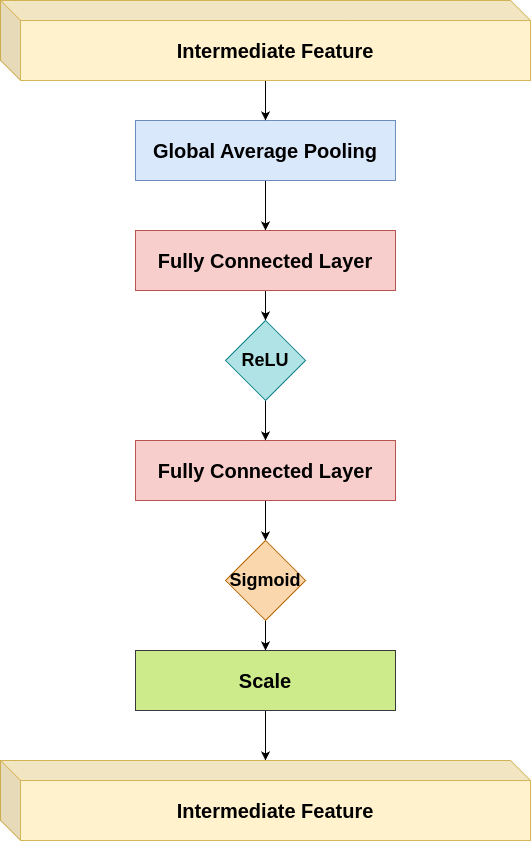 Intermediate Feature
Global Average Pooling
Fully Connected Layer
ReLU
Fully Connected Layer
Sigmoid
Scale
Intermediate Feature